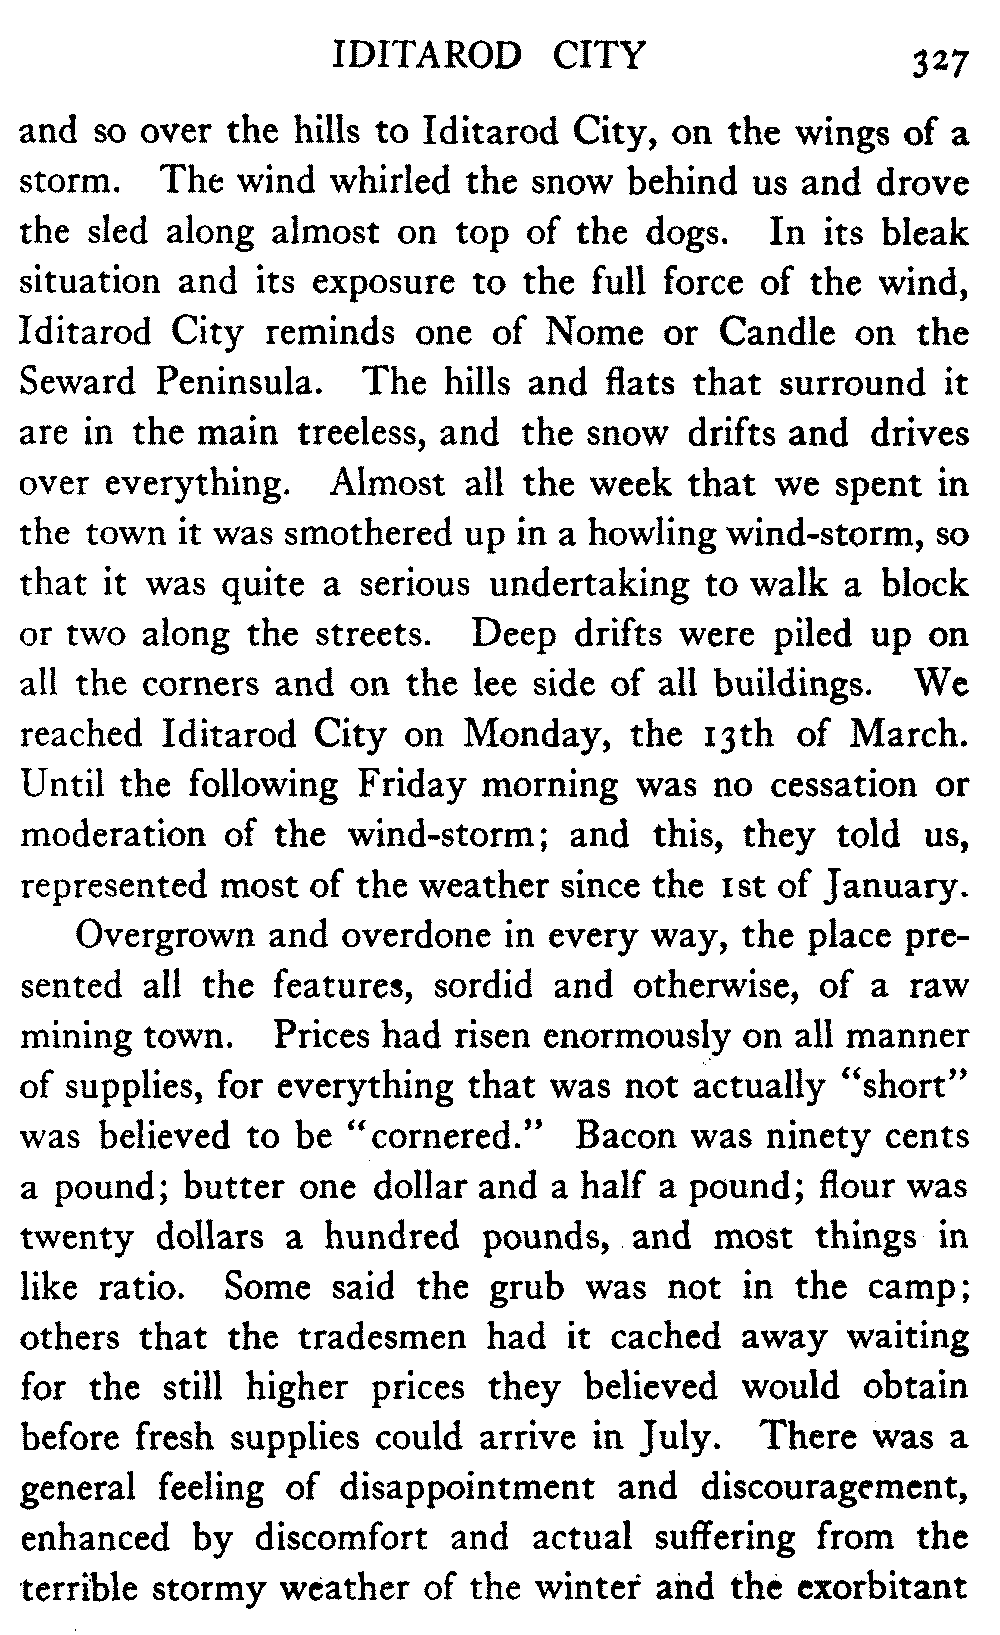 IDITAROD CITY 327
and so over the hills to Iditarod City, on the wings of a
storm. The wind whirled the snow behind us and drove
the sled along almost on top of the dogs. In its bleak
situation and its exposure to the full force of the wind,
Iditarod City reminds one of Nome or Candle on the
Seward Peninsula. The hills and flats that surround it
are in the main treeless, and the snow drifts and drives
over everything. Almost all the week that we spent in
the town it was smothered up in a howling wind-storm, so
that it was quite a serious undertaking to walk a block
or two along the streets. Deep drifts were piled up on
all the corners and on the lee side of all buildings. We
reached Iditarod City on Monday, the 13th of March.
Until the following Friday morning was no cessation or
moderation of the wind-storm; and this, they told us,
represented most of the weather since the 1st of January.
Overgrown and overdone in every way, the place pre-
sented all the features, sordid and otherwise, of a raw
mining town. Prices had risen enormously on all manner
of supplies, for everything that was not actually “short”
was believed to be “cornered.” Bacon was ninety cents
a pound; butter one dollar and a half a pound; flour was
twenty dollars a hundred pounds, and most things in
like ratio. Some said the grub was not in the camp;
others that the tradesmen had it cached away waiting
for the still higher prices they believed would obtain
before fresh supplies could arrive in July. There was a
general feeling of disappointment and discouragement,
enhanced by discomfort and actual suffering from the
terrible stormy weather of the winter and the exorbitant